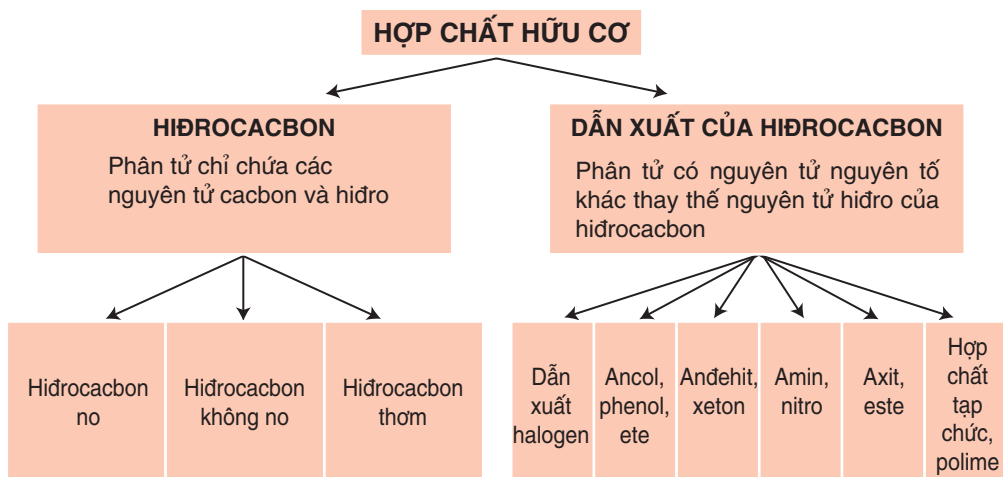 HỢP CHẤT HỮU CƠ
HIĐROCACBON
Phân tử chỉ chứa các
nguyên tử cacbon và hiđro
DẪN XUẤT CỦA HIĐROCACBON
Phân tử có nguyên tử nguyên tố
khác thay thế nguyên tử hiđro của
hiđrocacbon
Hiđrocacbon
no
Hiđrocacbon
không no
Hiđrocacbon
thơm
Dẫn
xuất
halogen
Ancol,
phenol,
ete
Anđehit,
xeton
Amin,
nitro
Axit,
este
Hợp
chất
tạp
chức,
polime